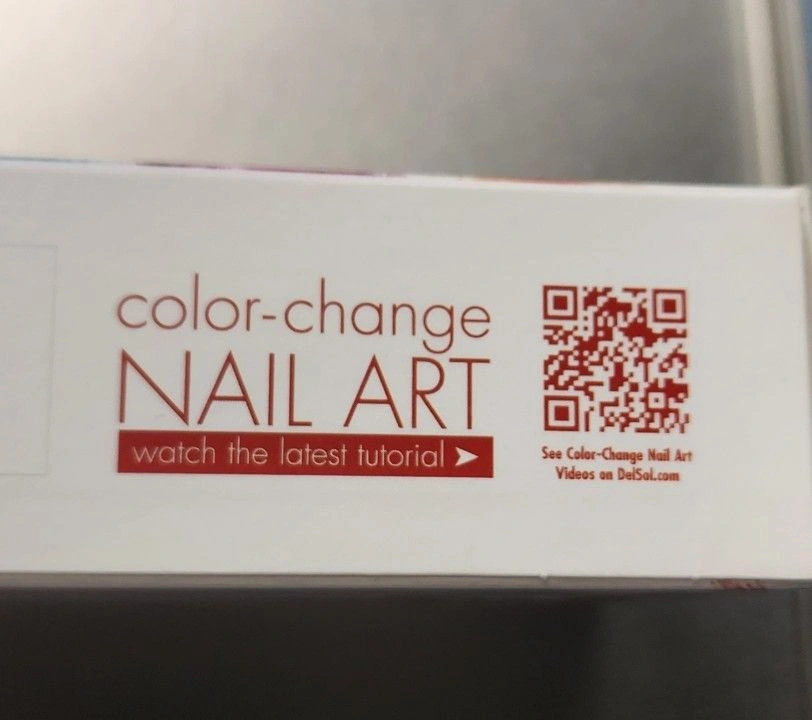 color-change
NAIL ART
watch the latest tutorial
See Color-Change Nail Art
Videos on DelSol.com